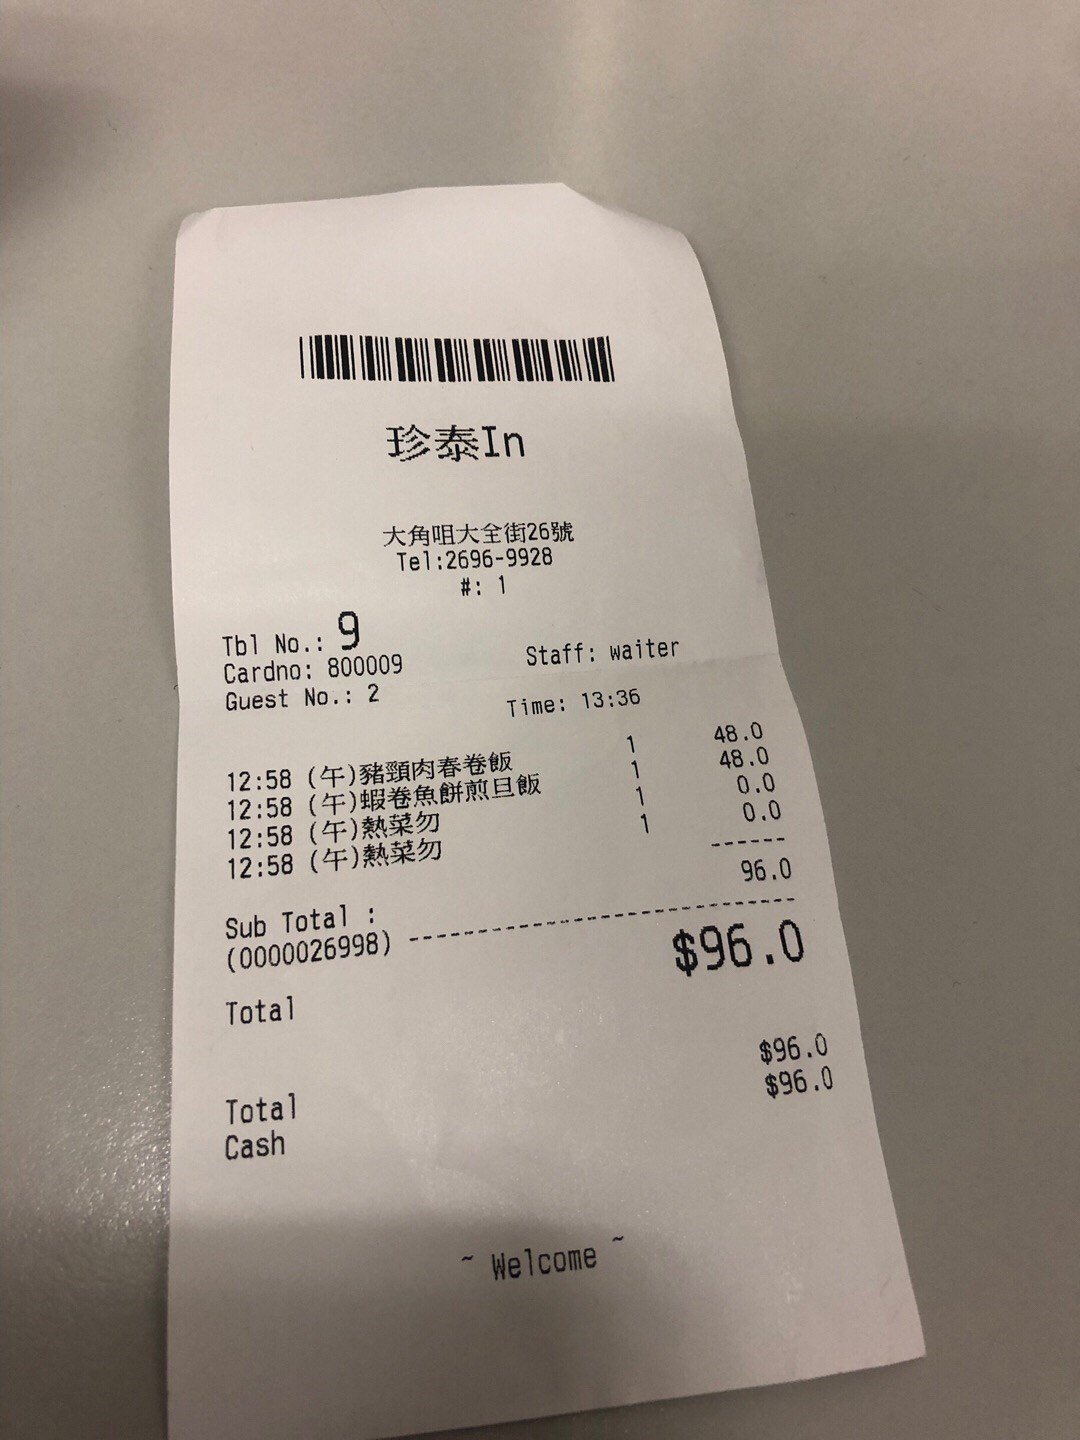 珍泰In
大角咀大全街26號
Tel:2696-9928
#: 1
Tbl No.: 9
Cardno: 800009 Staff: waiter
Guest No.: 2 Time: 13:36
12:58 (午)豬頸肉春卷飯 1 48.0
12:58 (午)蝦卷魚餅煎旦飯 1 48.0
12:58 (午)熱菜勿 1 0.0
12:58 (午)熱菜勿 1 0.0
------
Sub Total : 96.0
(0000026998) ----------------------------
Total $96.0
Total $96.0
Cash $96.0
~ Welcome ~